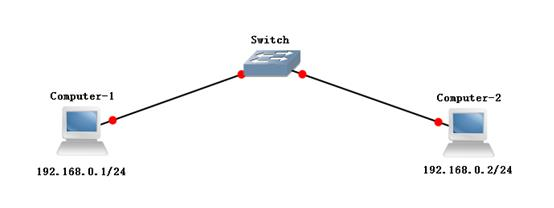 Switch
Computer-1
Computer-2
192.168.0.1/24
192.168.0.2/24